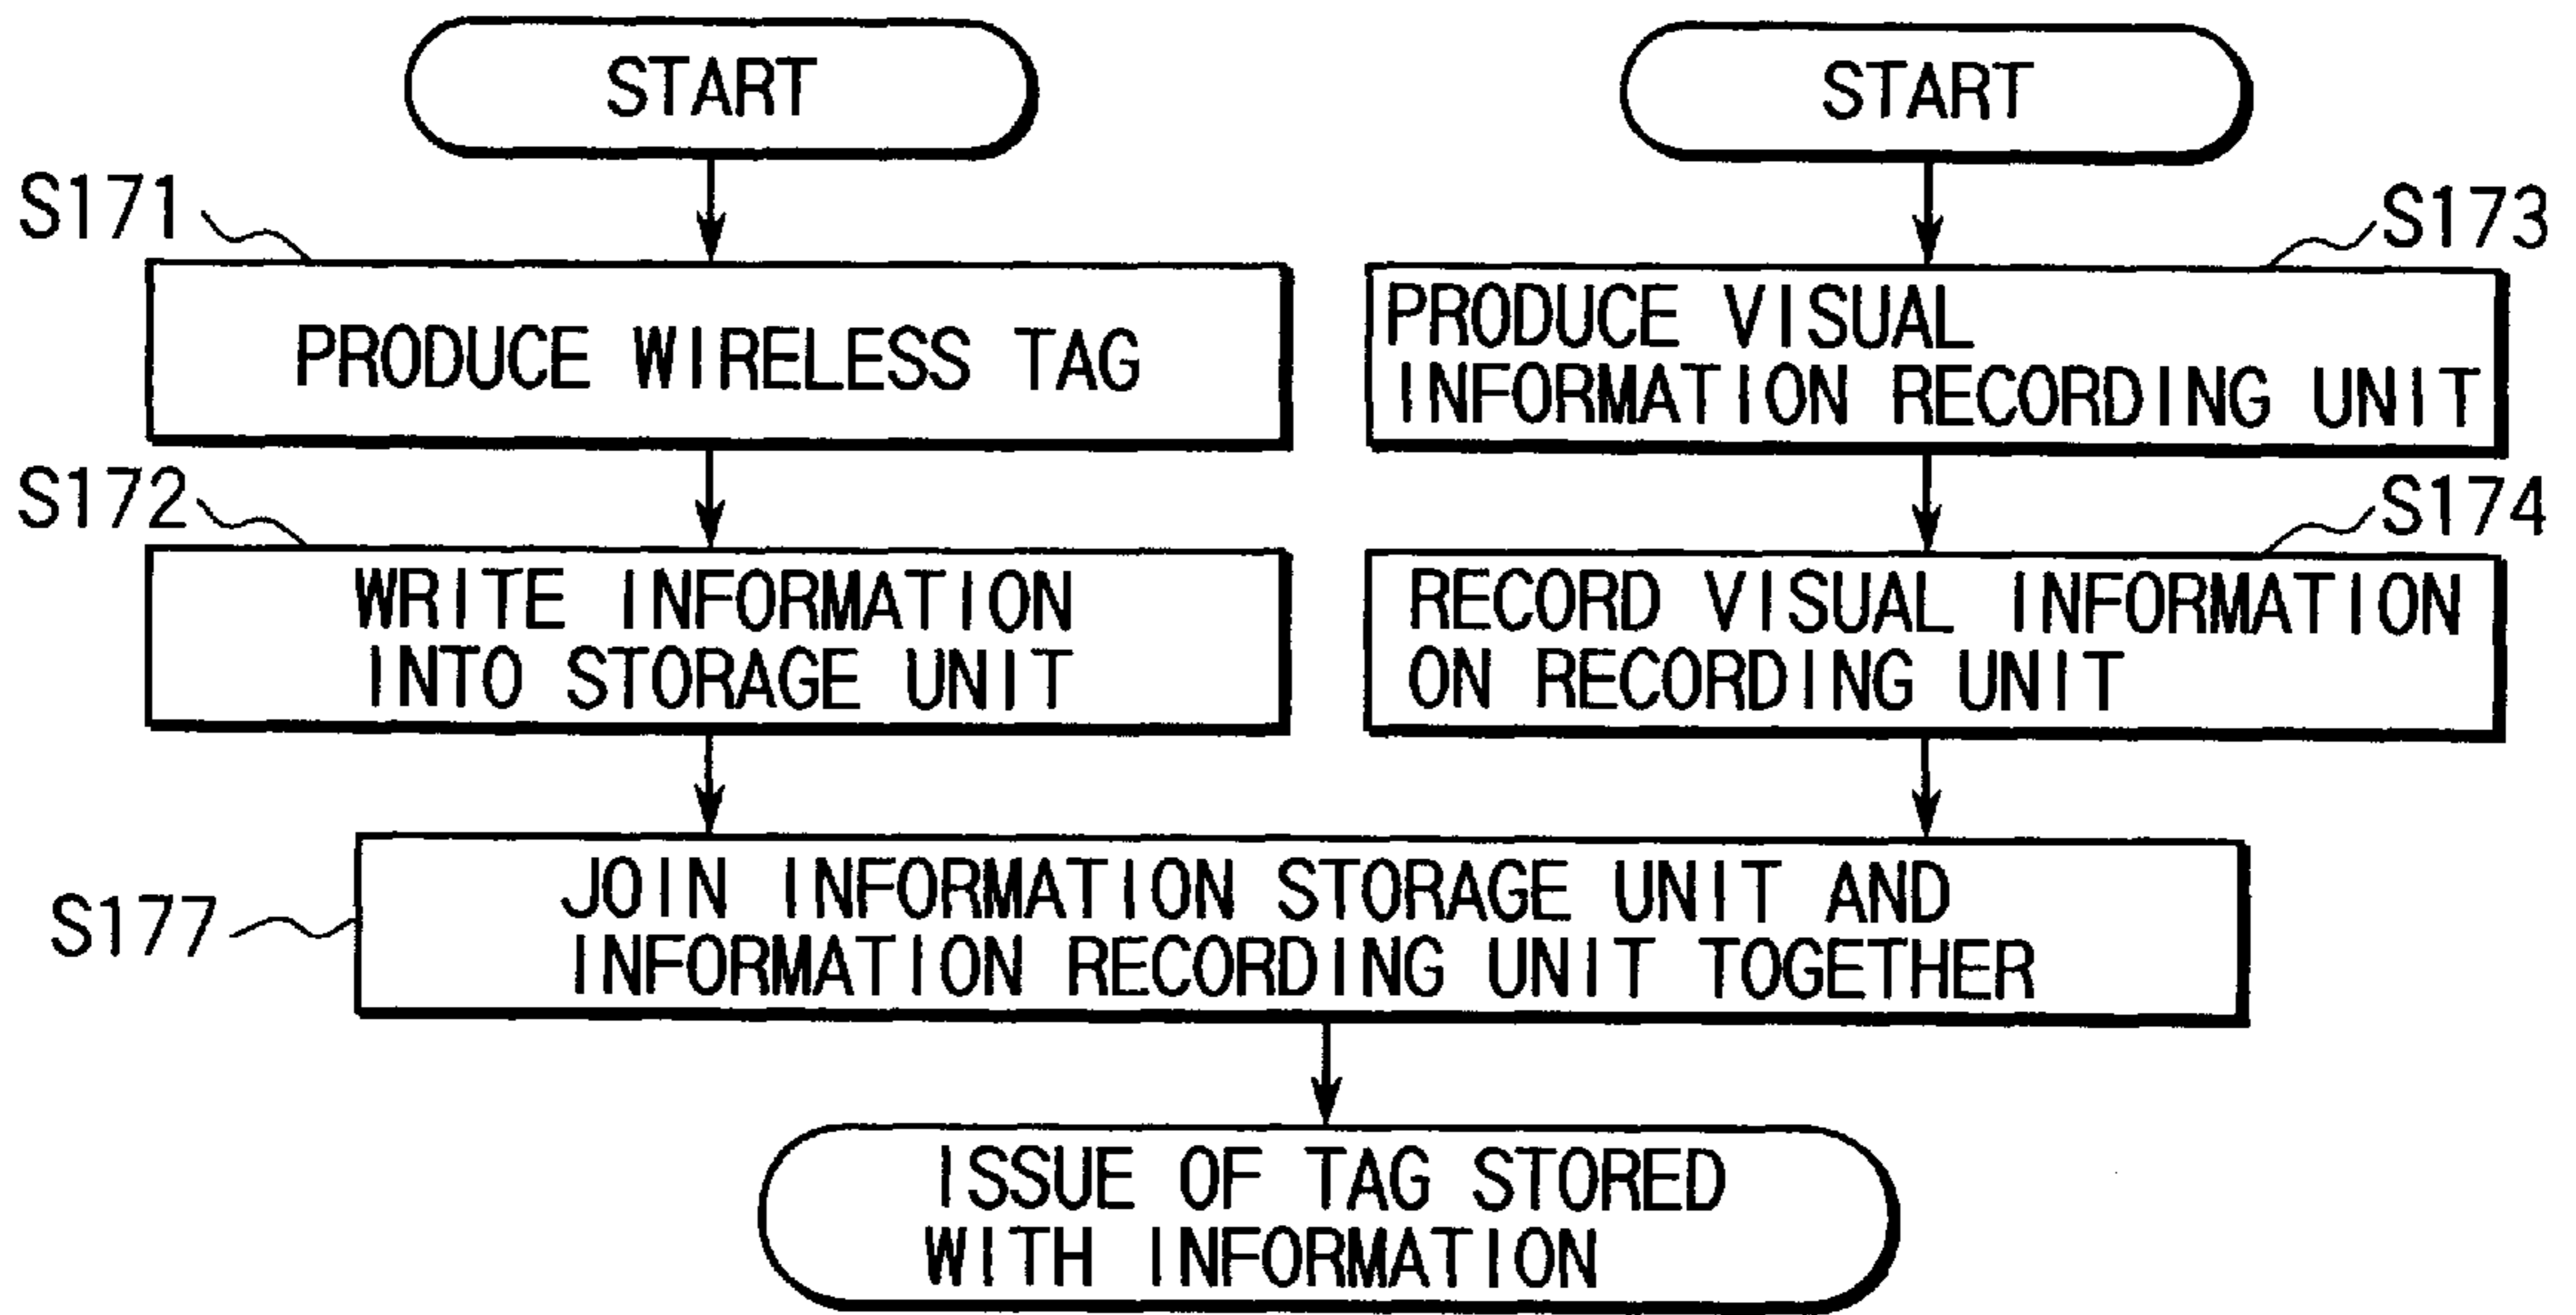 START
START
S171
S173
PRODUCE WIRELESS TAG
PRODUCE VISUAL
INFORMATION RECORDING UNIT
S172
S174
WRITE INFORMATION
INTO STORAGE UNIT
RECORD VISUAL INFORMATION
ON RECORDING UNIT
S177
JOIN INFORMATION STORAGE UNIT AND
INFORMATION RECORDING UNIT TOGETHER
ISSUE OF TAG STORED
WITH INFORMATION